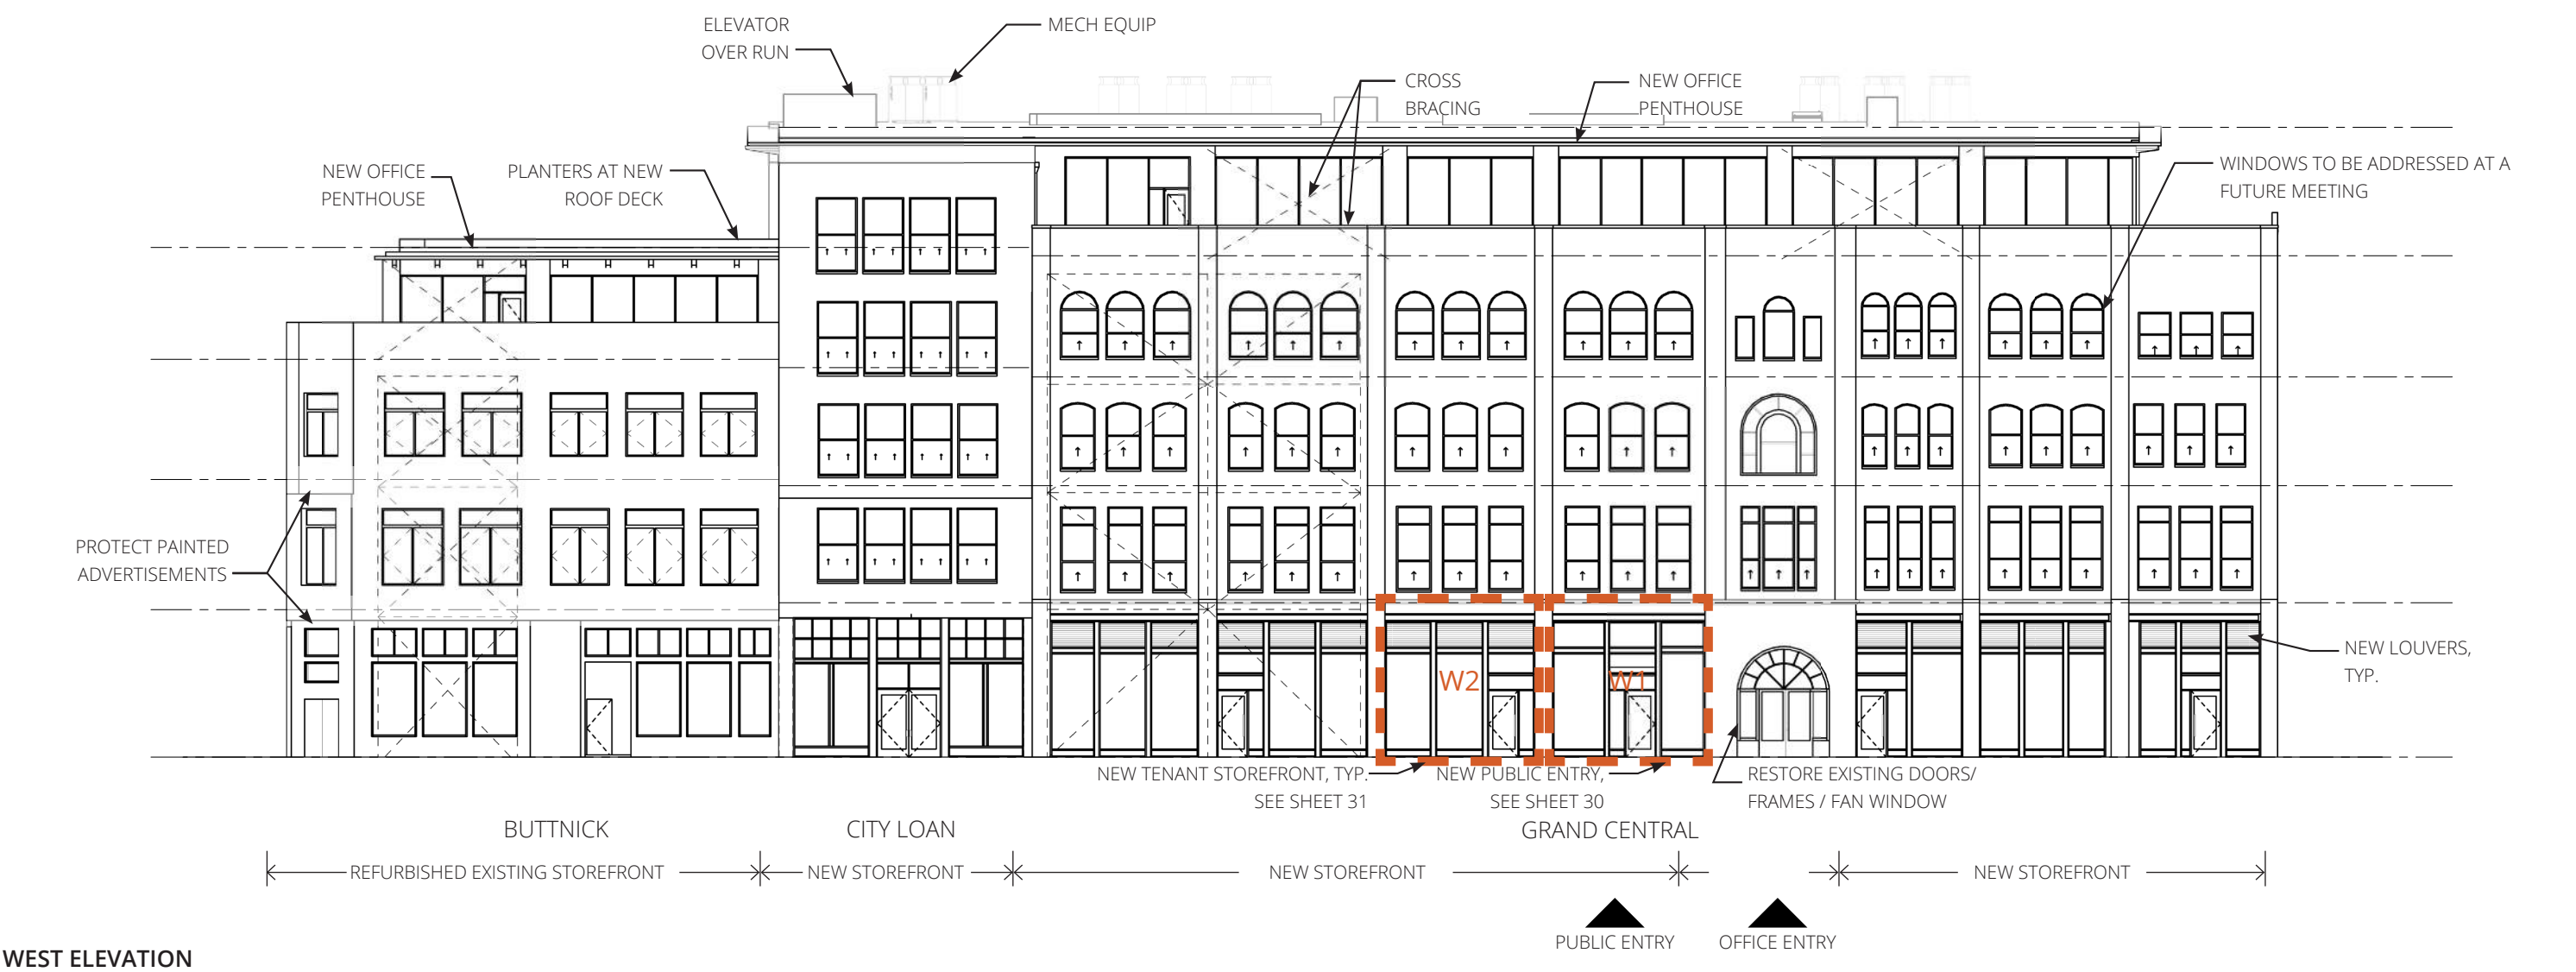 ELEVATOR
OVER RUN
MECH EQUIP
CROSS
BRACING
NEW OFFICE
PENTHOUSE
NEW OFFICE
PENTHOUSE
PLANTERS AT NEW
ROOF DECK
WINDOWS TO BE ADDRESSED AT A
FUTURE MEETING
PROTECT PAINTED
ADVERTISEMENTS
W2
W1
NEW LOUVERS,
TYP.
NEW TENANT STOREFRONT, TYP.
SEE SHEET 31
NEW PUBLIC ENTRY,
SEE SHEET 30
RESTORE EXISTING DOORS/
FRAMES / FAN WINDOW
BUTTNICK
CITY LOAN
GRAND CENTRAL
REFURBISHED EXISTING STOREFRONT
NEW STOREFRONT
NEW STOREFRONT
NEW STOREFRONT
PUBLIC ENTRY
OFFICE ENTRY
WEST ELEVATION